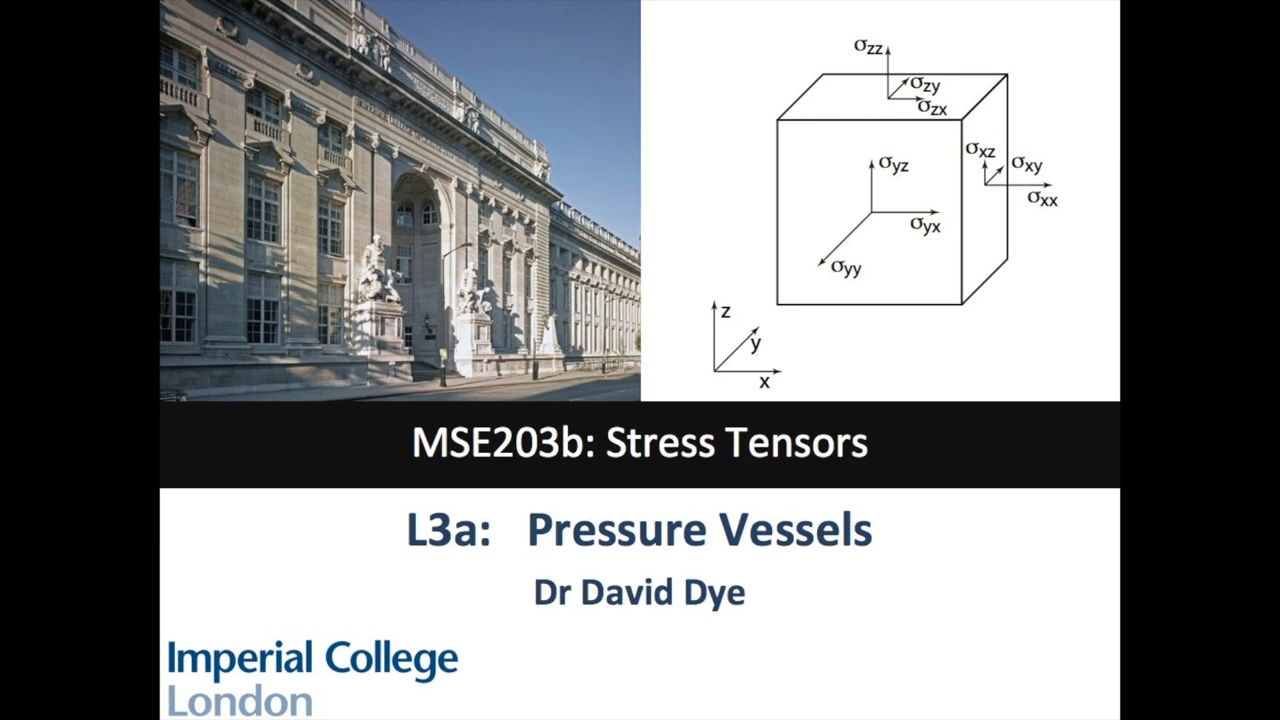 σzz
σzy
σzx
σxz
σxy
σxx
σyz
σyx
σyy
z
y
x
MSE203b: Stress Tensors
L3a: Pressure Vessels
Dr David Dye
Imperial College
London